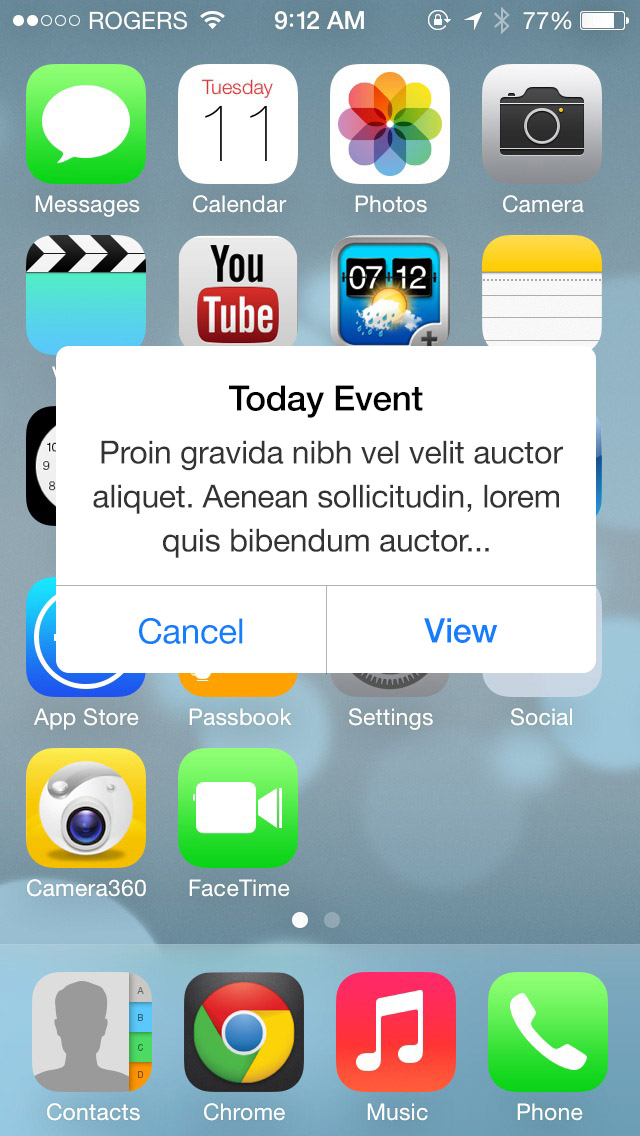 ROGERS 9:12 AM 77%
Tuesday
11
Messages Calendar Photos Camera
You
Tube
07 12
Today Event
Proin gravida nibh vel velit auctor
aliquet. Aenean sollicitudin, lorem
quis bibendum auctor...
10
9
8
Cancel View
App Store Passbook Settings Social
Camera360 FaceTime
A
B
C
D
Contacts Chrome Music Phone